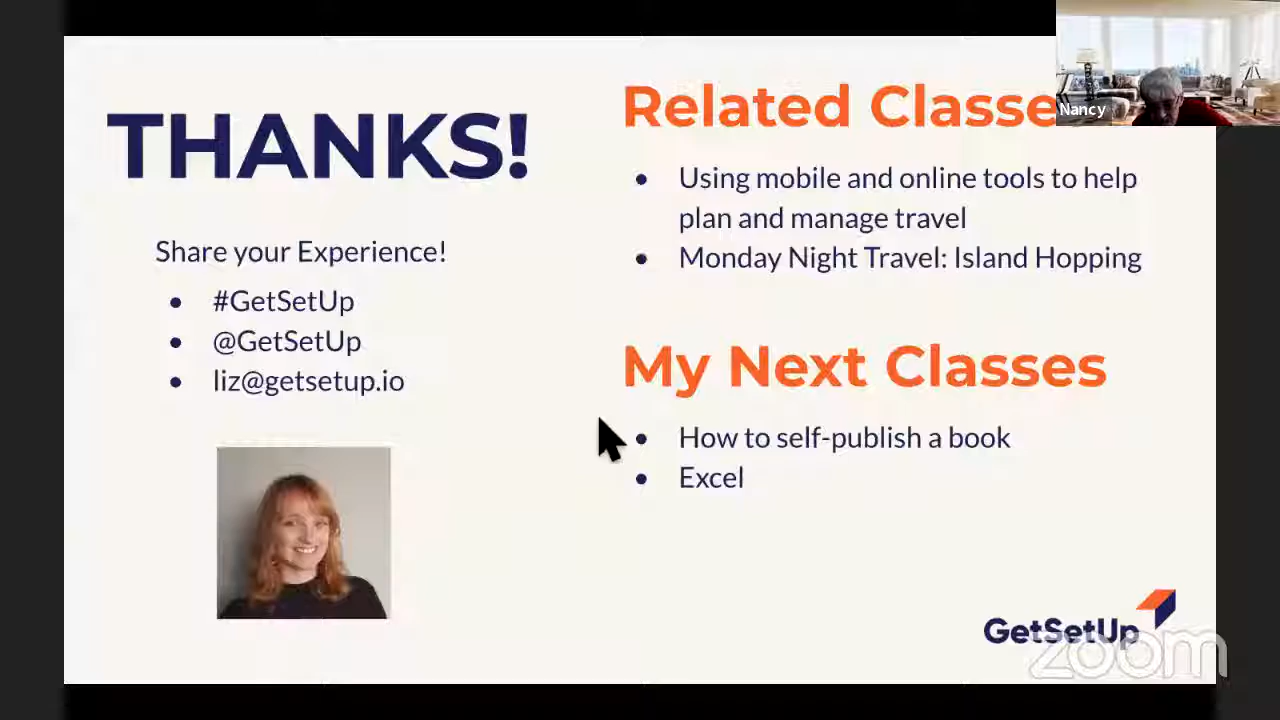 THANKS!
Share your Experience!
#GetSetUp
@GetSetUp
liz@getsetup.io
Related Classe
Nancy
Using mobile and online tools to help
plan and manage travel
Monday Night Travel: Island Hopping
My Next Classes
How to self-publish a book
Excel
GetSetUp
zoom